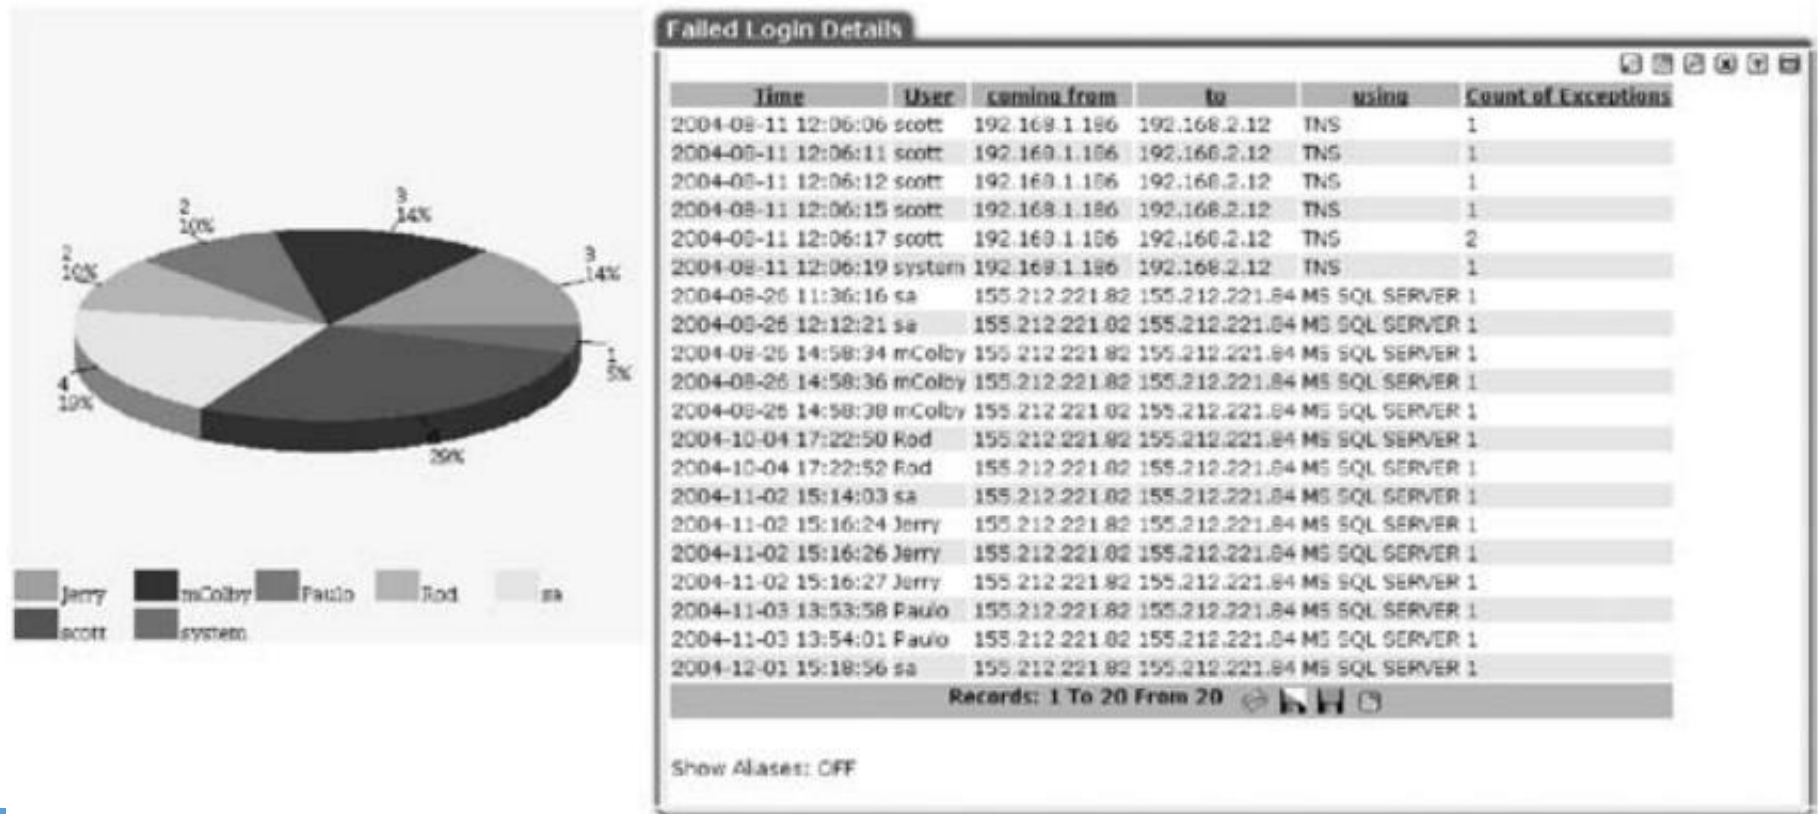 3
14%
2
10%
2
10%
3
14%
1
5%
4
19%
29%
Jerry
mColby
Paulo
Rod
sa
scott
system
Failed Login Details
Time User coming from to using Count of Exceptions
2004-08-11 12:06:06 scott 192.168.1.186 192.168.2.12 TNS 1
2004-08-11 12:06:11 scott 192.168.1.186 192.168.2.12 TNS 1
2004-08-11 12:06:12 scott 192.168.1.186 192.168.2.12 TNS 1
2004-08-11 12:06:15 scott 192.168.1.186 192.168.2.12 TNS 1
2004-08-11 12:06:17 scott 192.168.1.186 192.168.2.12 TNS 2
2004-08-11 12:06:19 system 192.168.1.186 192.168.2.12 TNS 1
2004-08-26 11:36:16 sa 155.212.221.82 155.212.221.84 MS SQL SERVER 1
2004-08-26 12:12:21 sa 155.212.221.82 155.212.221.84 MS SQL SERVER 1
2004-08-26 14:58:34 mColby 155.212.221.82 155.212.221.84 MS SQL SERVER 1
2004-08-26 14:58:36 mColby 155.212.221.82 155.212.221.84 MS SQL SERVER 1
2004-08-26 14:58:38 mColby 155.212.221.82 155.212.221.84 MS SQL SERVER 1
2004-10-04 17:22:50 Rod 155.212.221.82 155.212.221.84 MS SQL SERVER 1
2004-10-04 17:22:52 Rod 155.212.221.82 155.212.221.84 MS SQL SERVER 1
2004-11-02 15:14:03 sa 155.212.221.82 155.212.221.84 MS SQL SERVER 1
2004-11-02 15:16:24 Jerry 155.212.221.82 155.212.221.84 MS SQL SERVER 1
2004-11-02 15:16:26 Jerry 155.212.221.82 155.212.221.84 MS SQL SERVER 1
2004-11-02 15:16:27 Jerry 155.212.221.82 155.212.221.84 MS SQL SERVER 1
2004-11-03 13:53:58 Paulo 155.212.221.82 155.212.221.84 MS SQL SERVER 1
2004-11-03 13:54:01 Paulo 155.212.221.82 155.212.221.84 MS SQL SERVER 1
2004-12-01 15:18:56 sa 155.212.221.82 155.212.221.84 MS SQL SERVER 1
Records: 1 To 20 From 20
Show Aliases: OFF